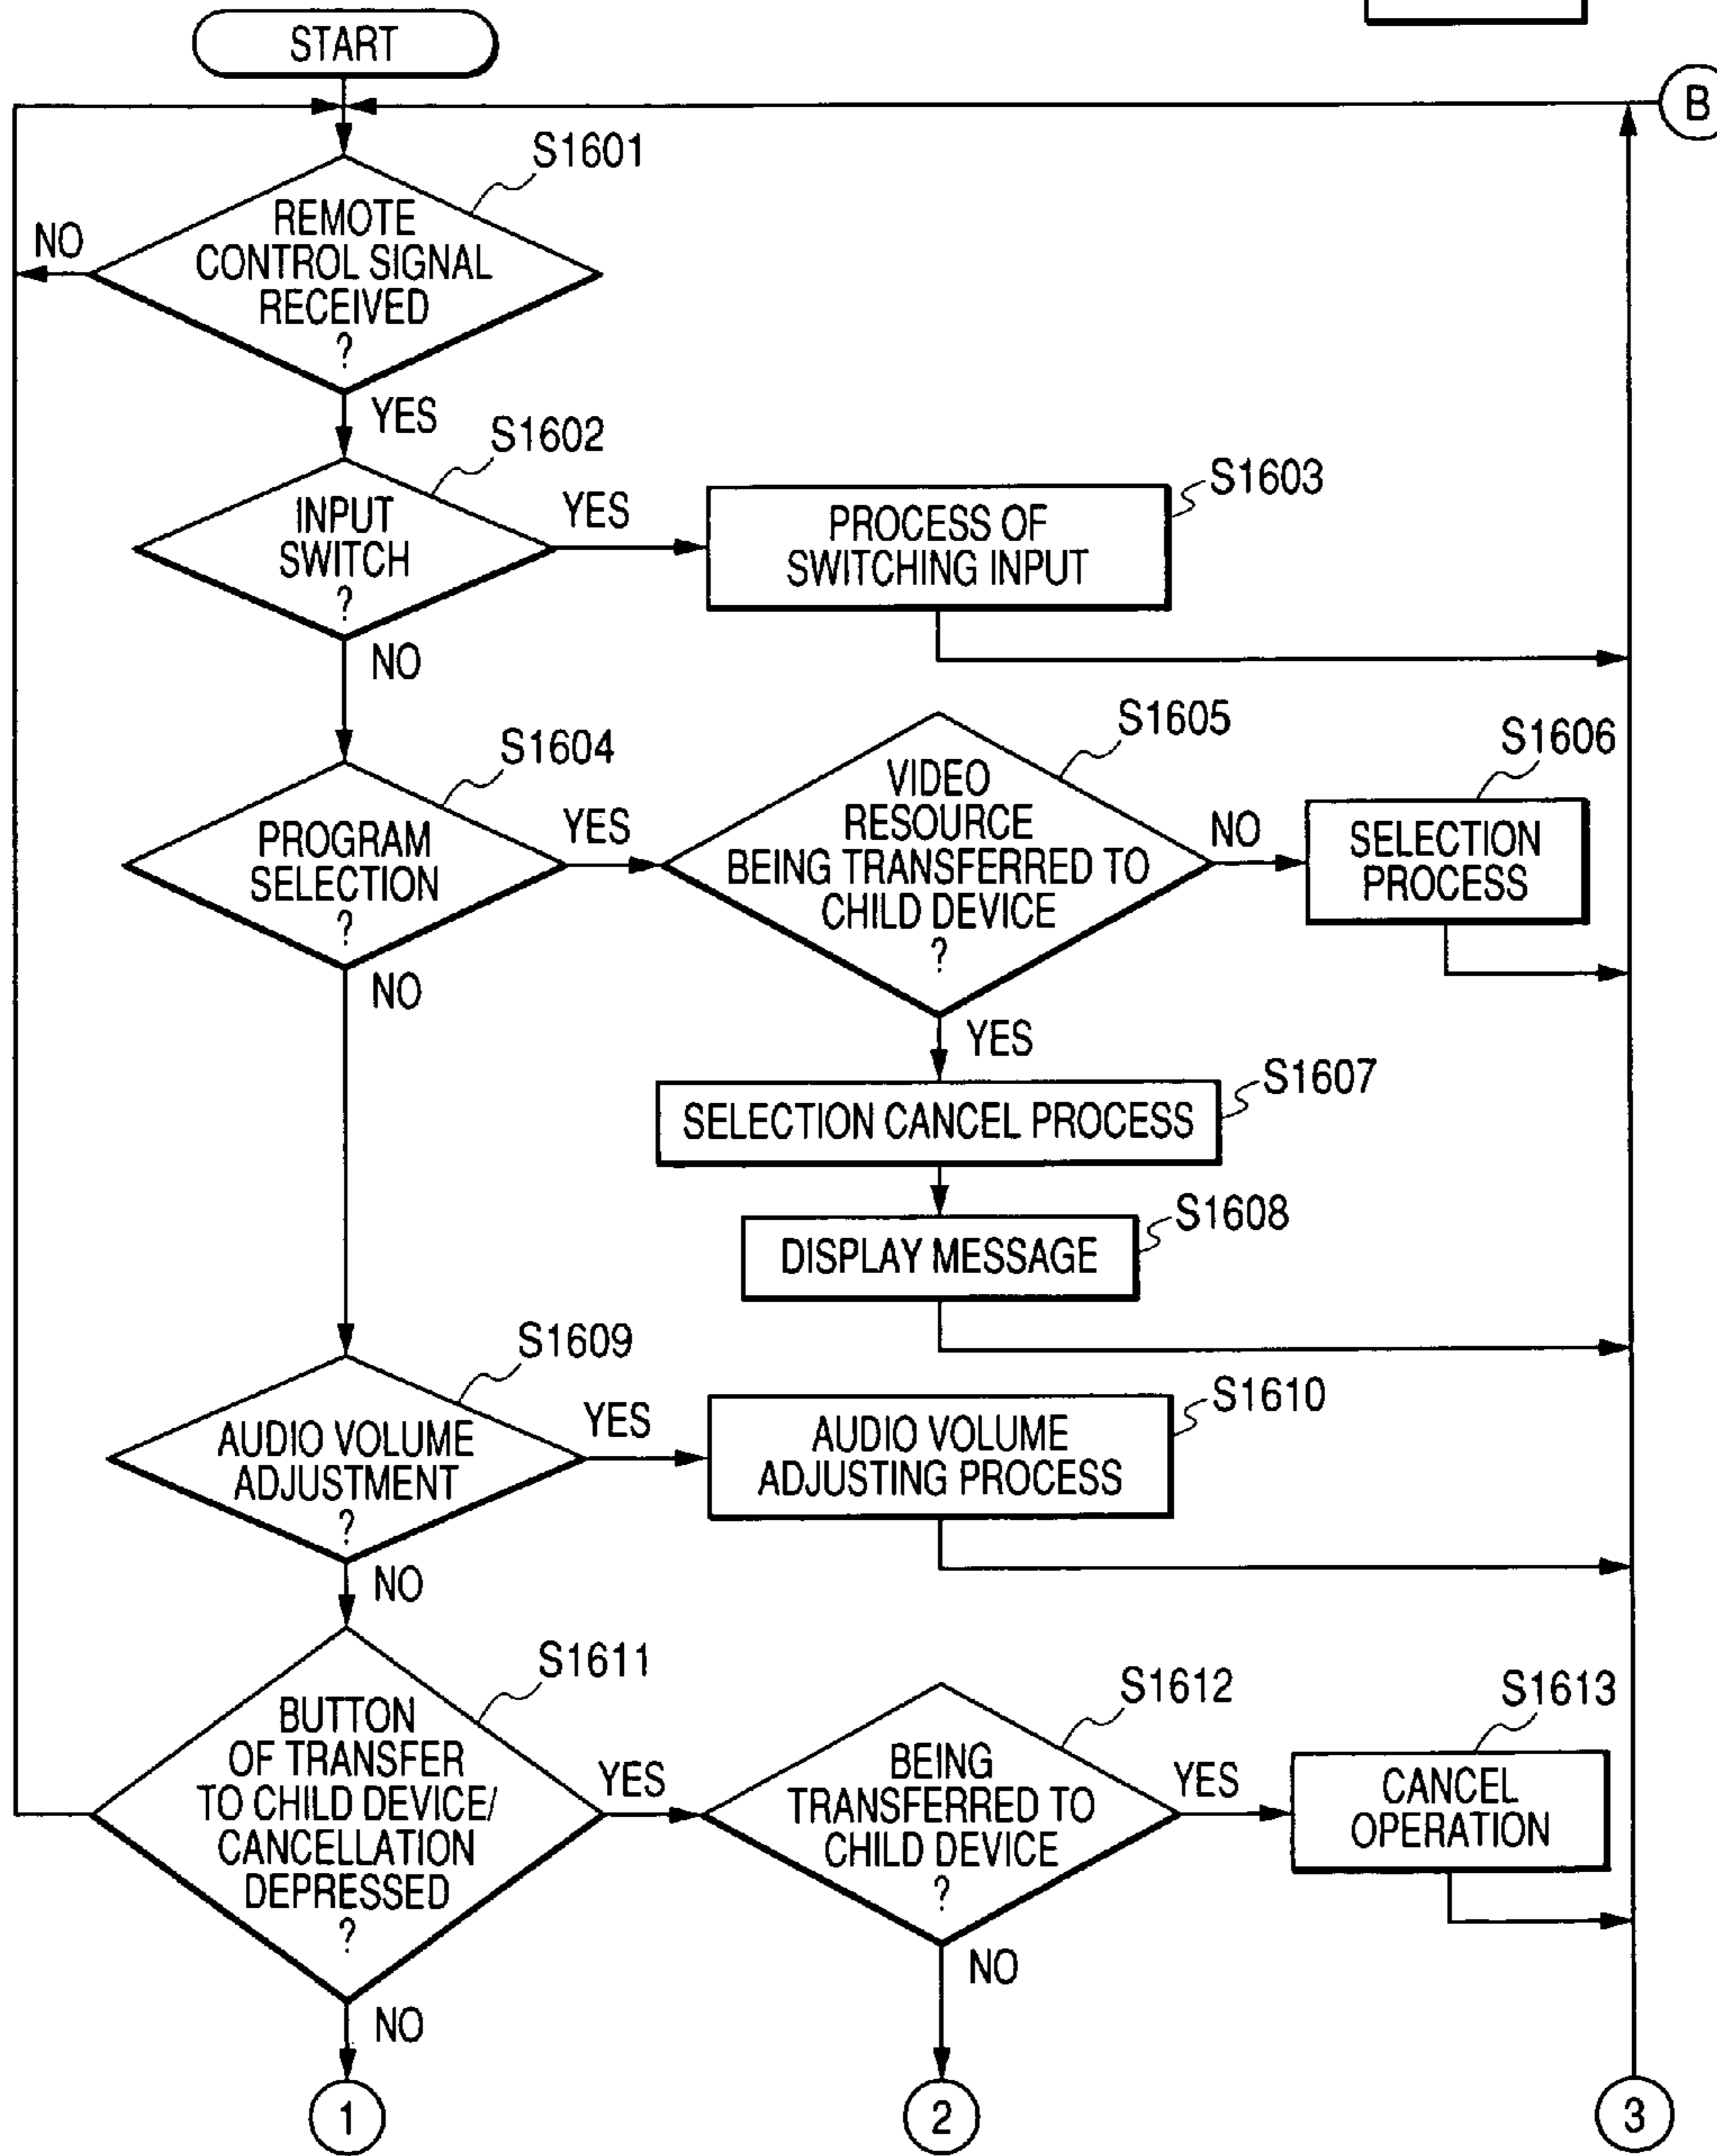 START
B
S1601
REMOTE
CONTROL SIGNAL
RECEIVED
?
NO
YES
S1602
INPUT
SWITCH
?
YES
NO
S1603
PROCESS OF
SWITCHING INPUT
S1604
PROGRAM
SELECTION
?
YES
NO
S1605
VIDEO
RESOURCE
BEING TRANSFERRED TO
CHILD DEVICE
?
NO
YES
S1606
SELECTION
PROCESS
S1607
SELECTION CANCEL PROCESS
S1608
DISPLAY MESSAGE
S1609
AUDIO VOLUME
ADJUSTMENT
?
YES
NO
S1610
AUDIO VOLUME
ADJUSTING PROCESS
S1611
BUTTON
OF TRANSFER
TO CHILD DEVICE/
CANCELLATION
DEPRESSED
?
YES
NO
S1612
BEING
TRANSFERRED TO
CHILD DEVICE
?
YES
NO
S1613
CANCEL
OPERATION
1
2
3